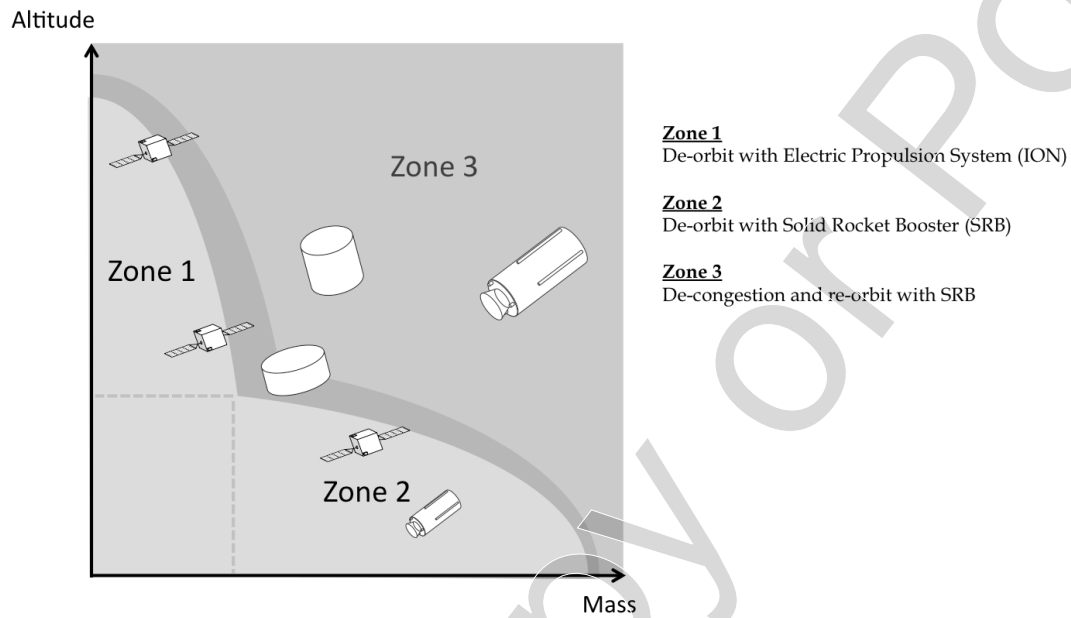 Altitude
Zone 3
Zone 1
Zone 2
Mass
Zone 1
De-orbit with Electric Propulsion System (ION)
Zone 2
De-orbit with Solid Rocket Booster (SRB)
Zone 3
De-congestion and re-orbit with SRB